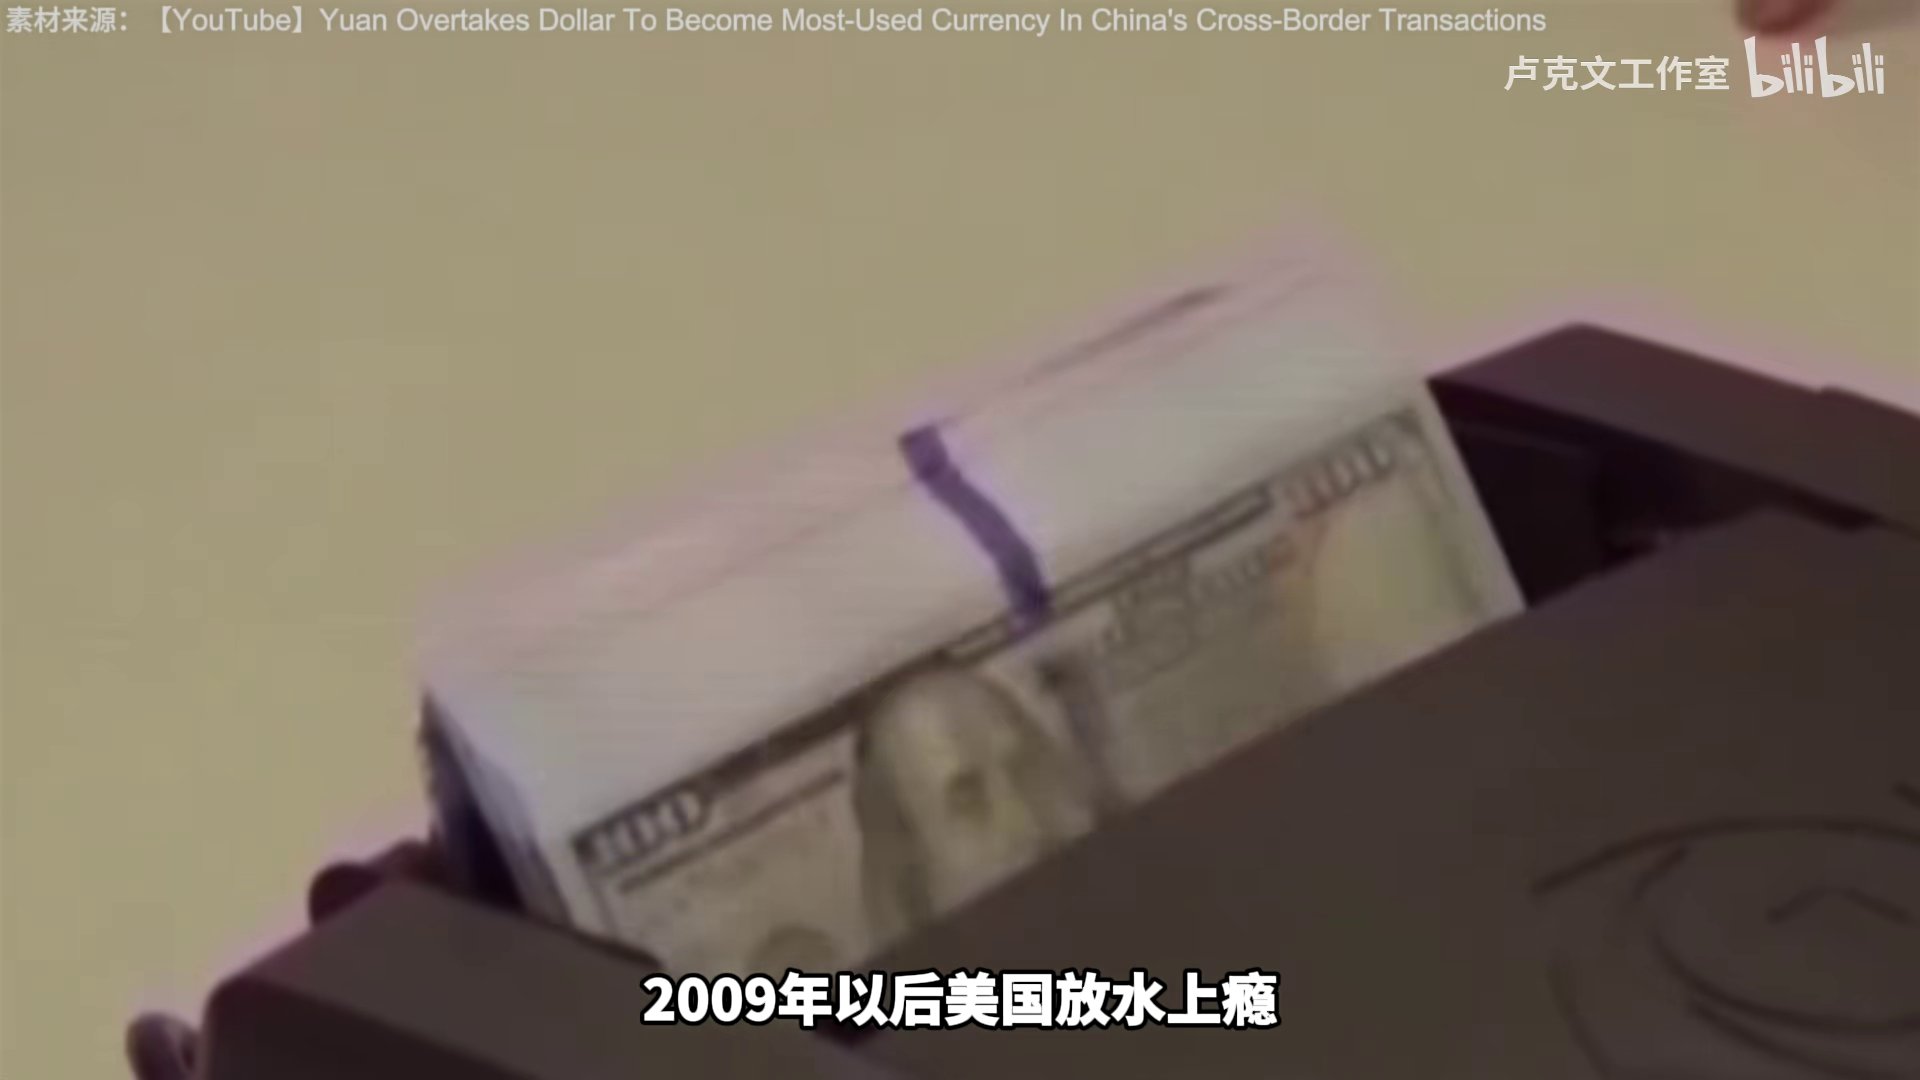 素材来源：【YouTube】Yuan Overtakes Dollar To Become Most-Used Currency In China's Cross-Border Transactions
卢克文工作室 bilibili
100
100
2009年以后美国放水上瘾